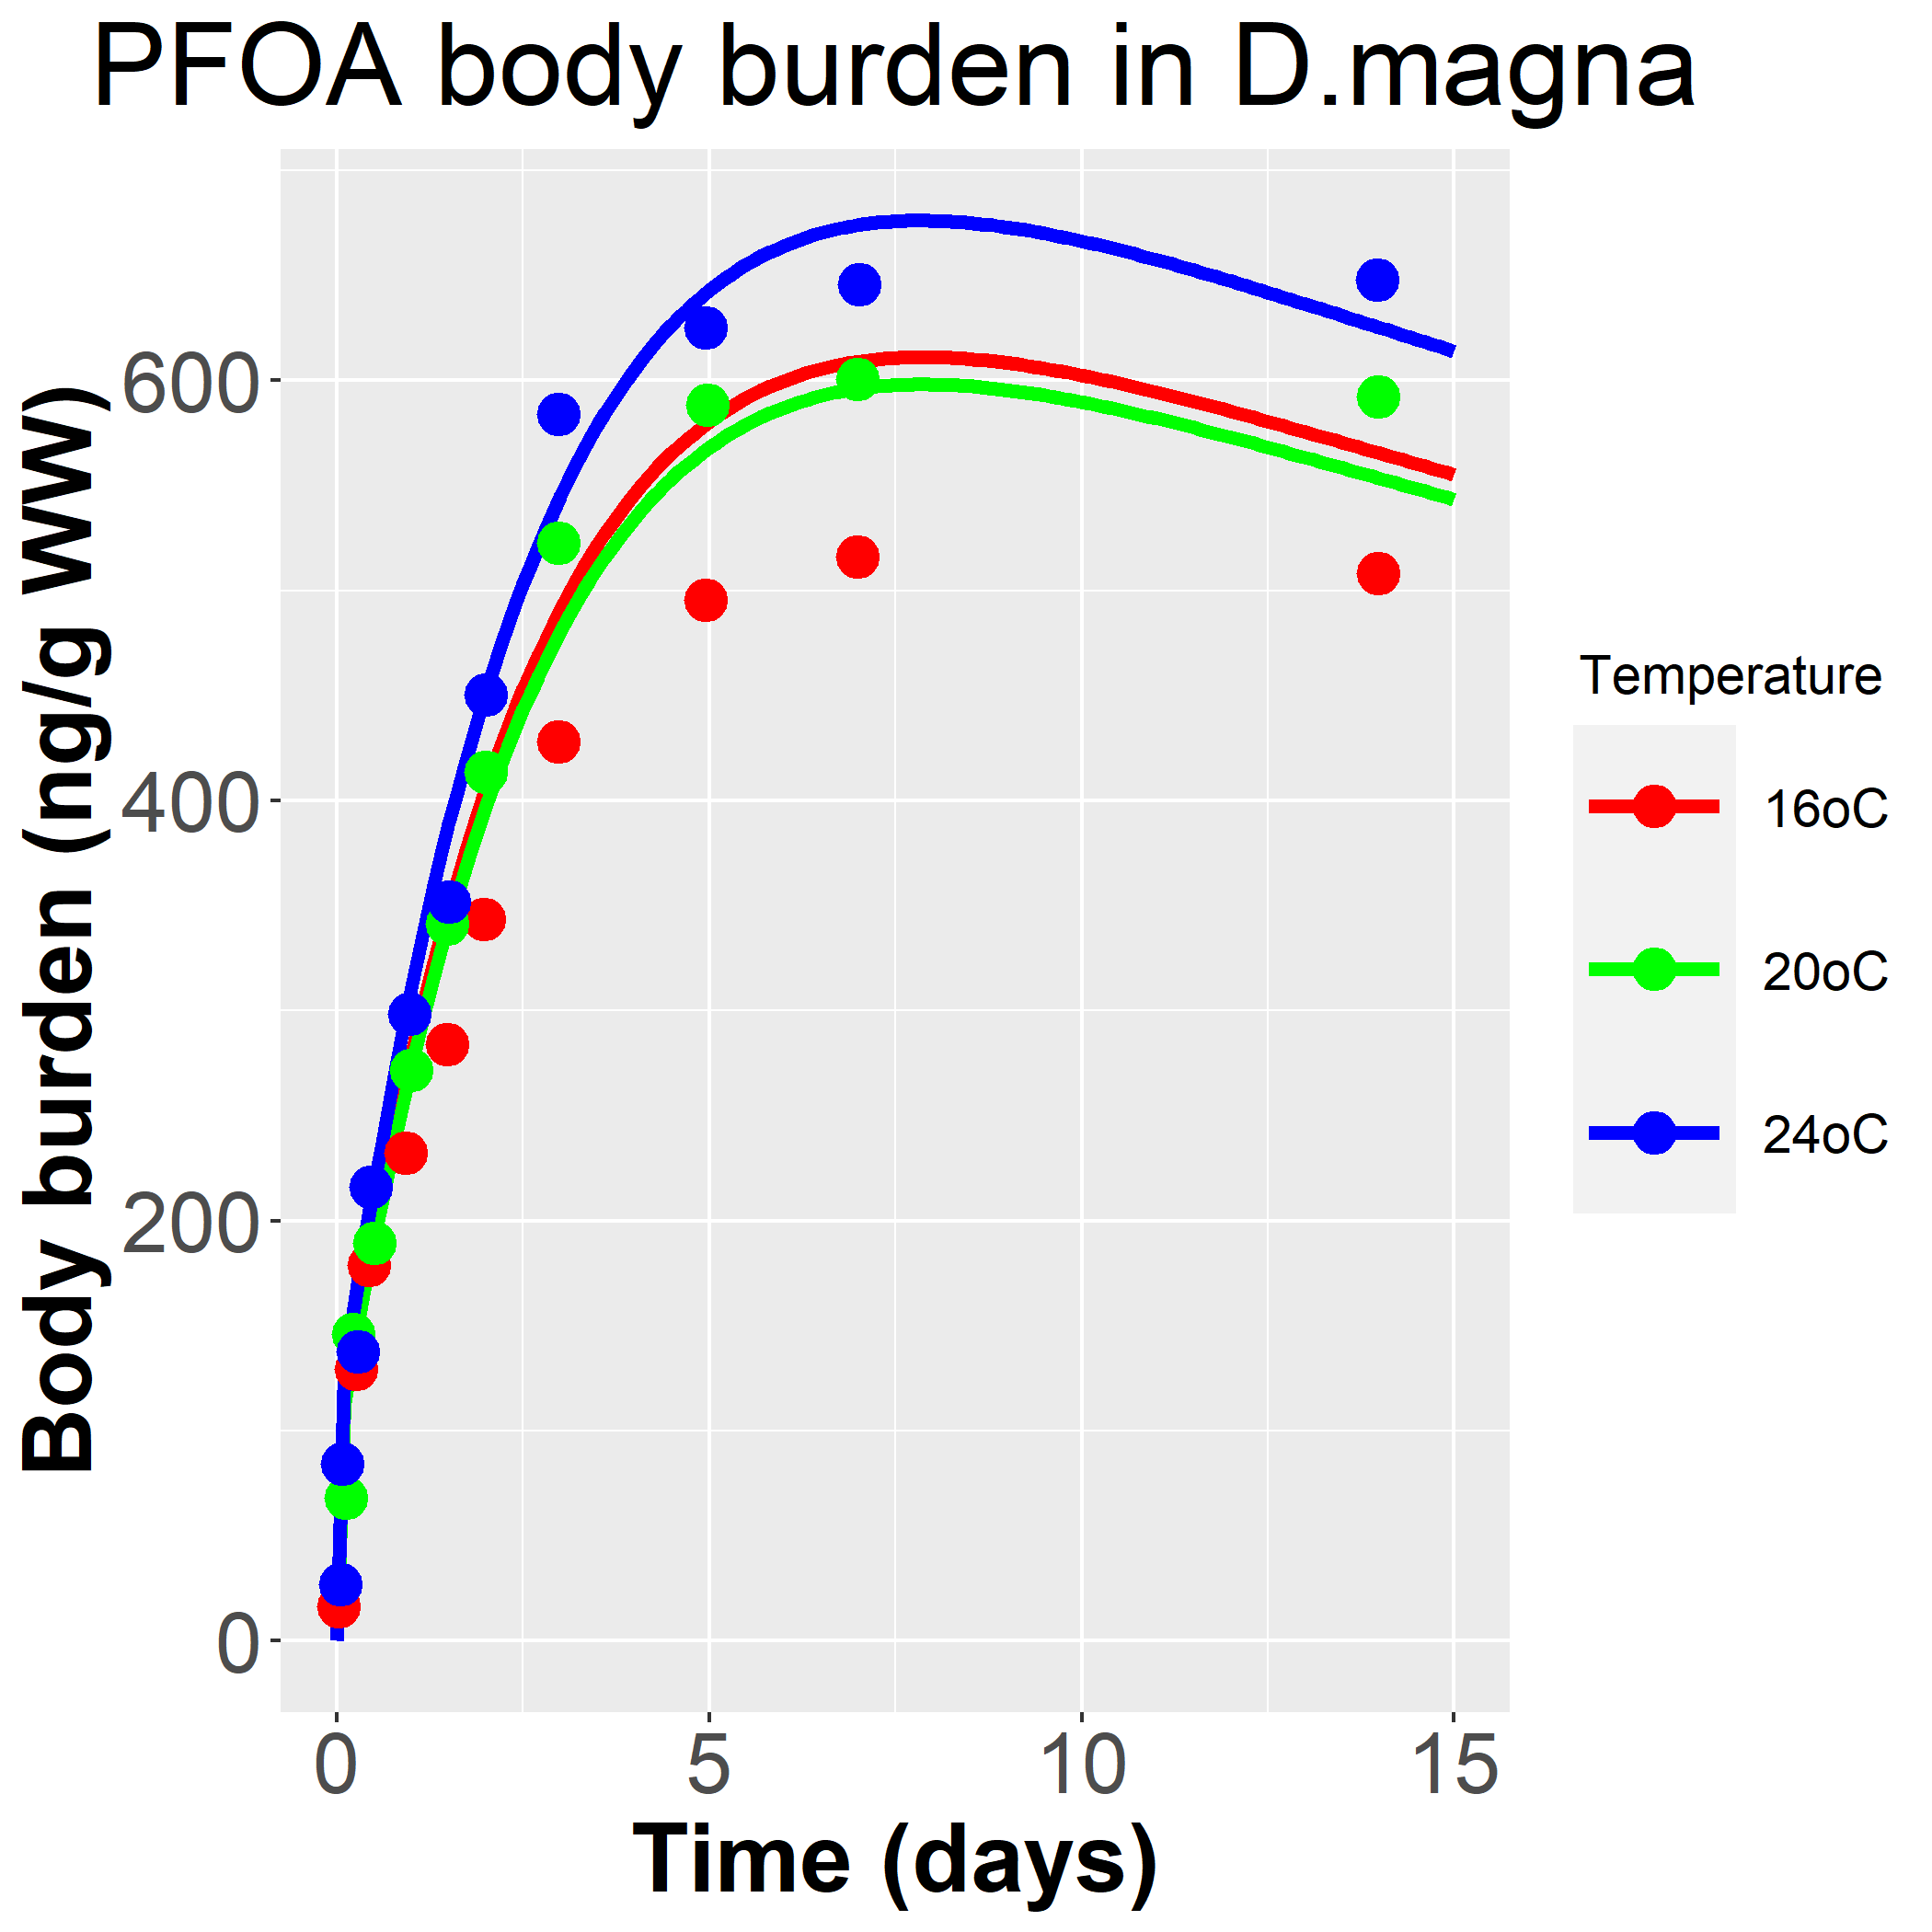 PFOA body burden in D.magna
Body burden (ng/g WW)
600
400
200
0
0 5 10 15
Time (days)
Temperature
16oC
20oC
24oC